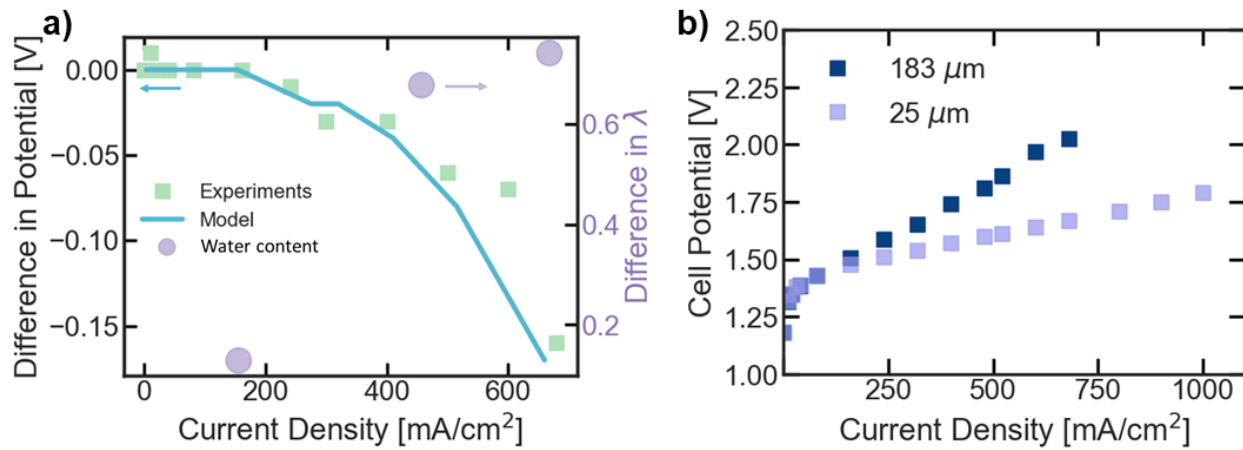 a)
Difference in Potential [V]
0.00
−0.05
−0.10
−0.15
0
200
400
600
Current Density [mA/cm²]
Experiments
Model
Water content
0.6
0.4
0.2
Difference in λ
b)
Cell Potential [V]
2.50
2.25
2.00
1.75
1.50
1.25
1.00
183 μm
25 μm
250
500
750
1000
Current Density [mA/cm²]